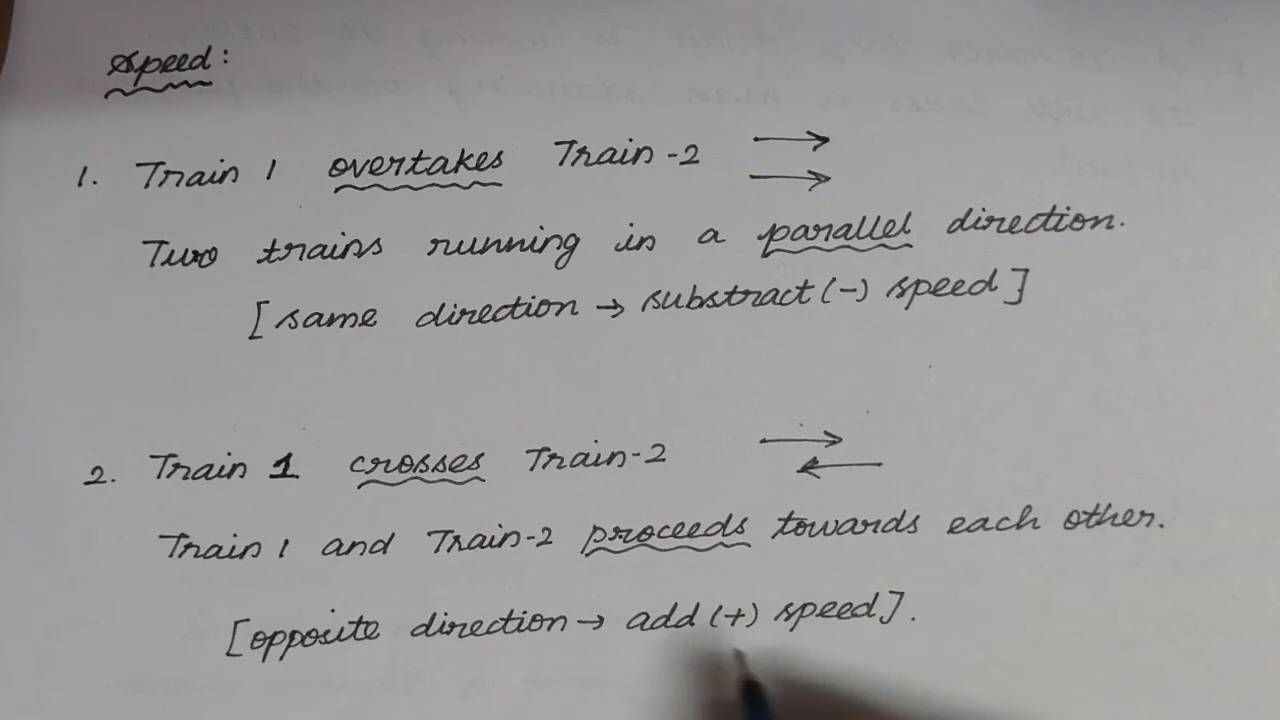 Speed:
1. Train 1 overtakes Train-2
Two trains running in a parallel direction.
[same direction → substract (-) speed]
2. Train 1 crosses Train-2
Train 1 and Train-2 proceeds towards each other.
[opposite direction → add (+) speed].